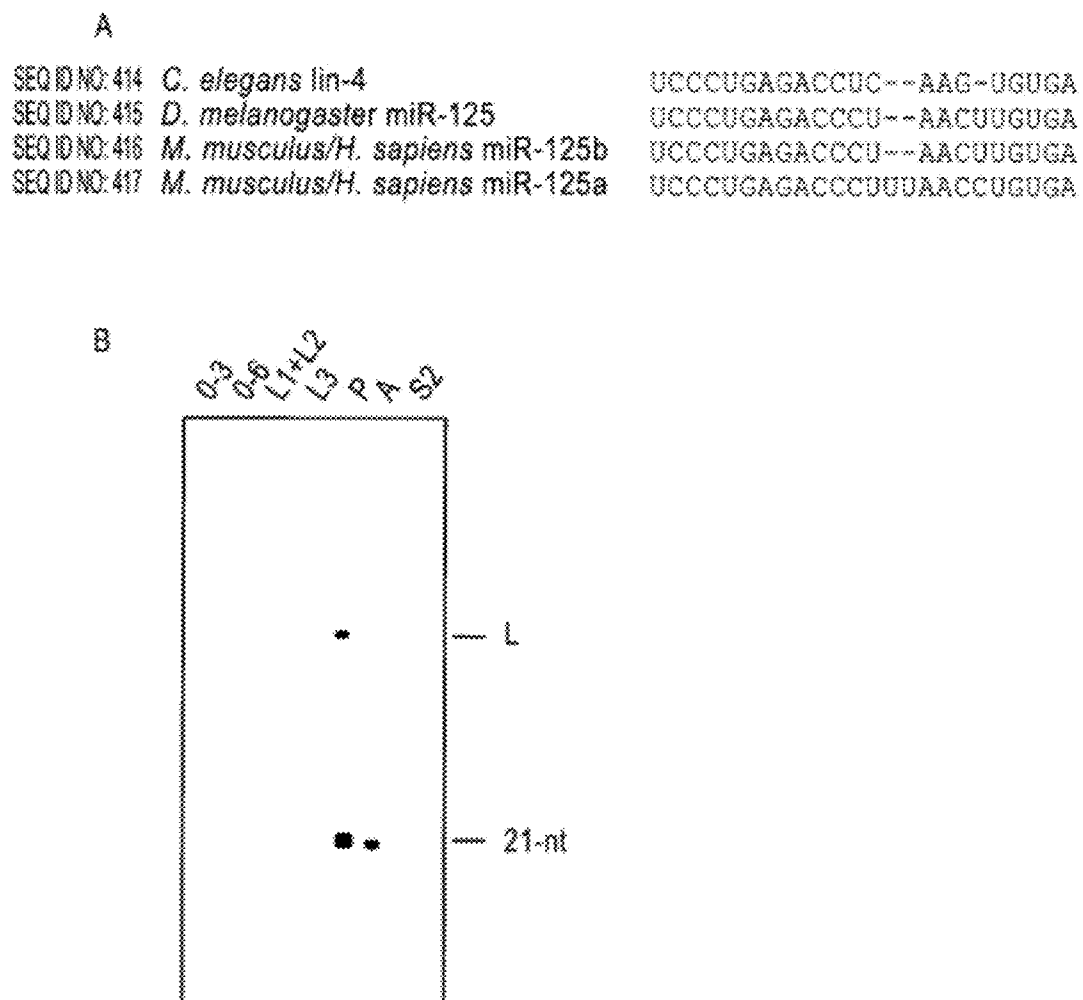 A
SEQ ID NO: 414 C. elegans lin-4 UCCCUGAGACCUC--AAG-UGUGA
SEQ ID NO: 415 D. melanogaster miR-125 UCCCUGAGACCCU--AACUUGUGA
SEQ ID NO: 416 M. musculus/H. sapiens miR-125b UCCCUGAGACCCU--AACUUGUGA
SEQ ID NO: 417 M. musculus/H. sapiens miR-125a UCCCUGAGACCCUUUAACCUGUGA
B
0-3 0-6 L1+L2 L3 P A S2
L
21-nt